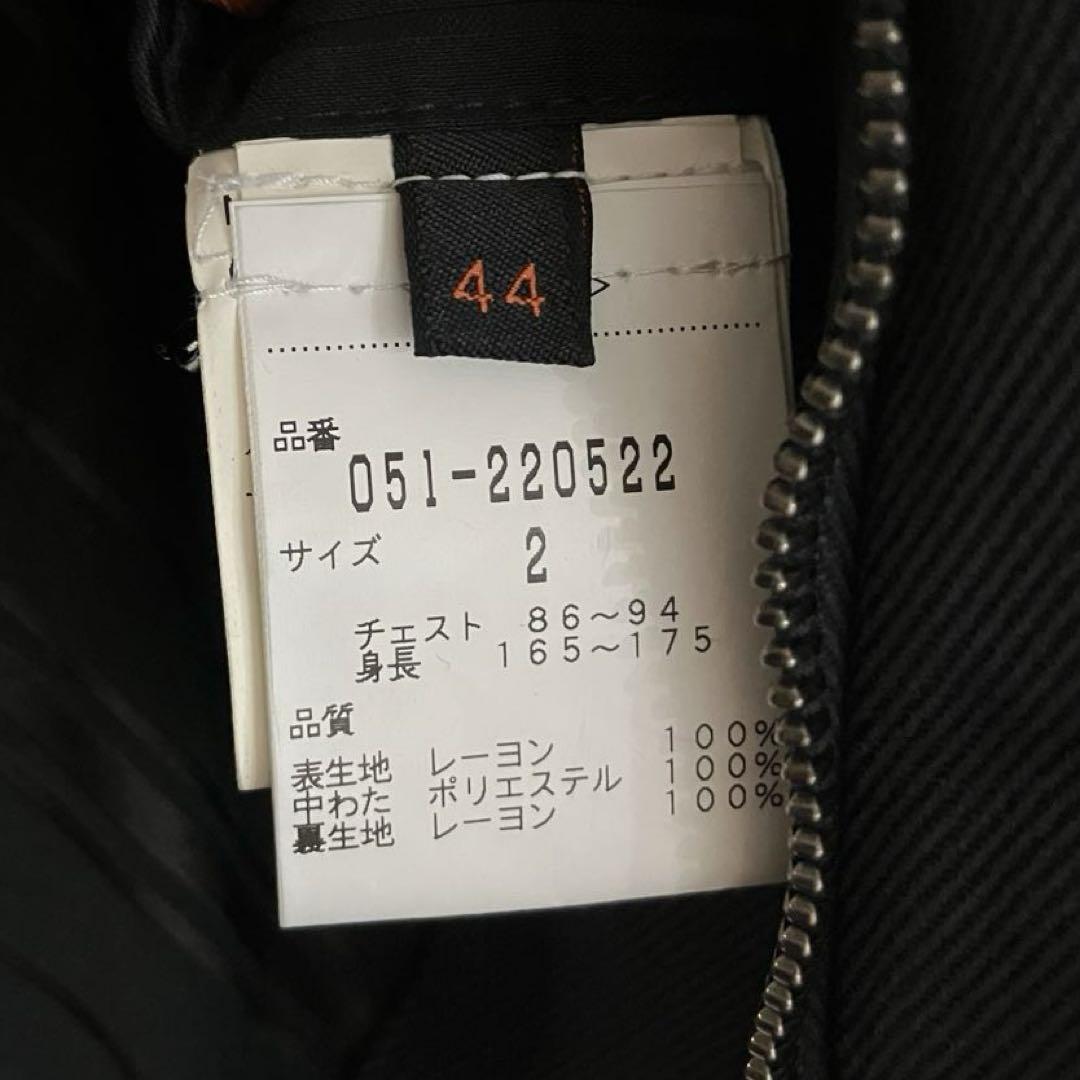 44
>
品番
051-220522
サイズ 2
チェスト 86～94
身長 165～175
品質
表生地 レーヨン 100%
中わた ポリエステル 100%
裏生地 レーヨン 100%